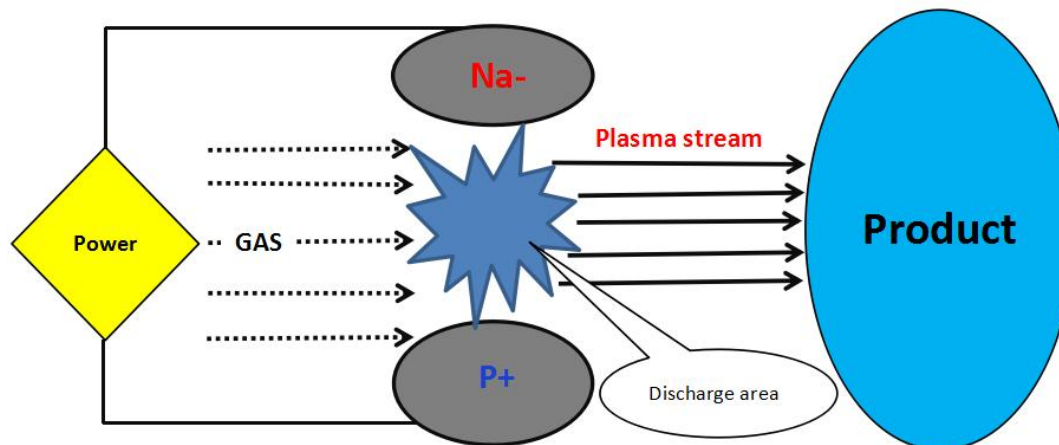 Na-
Plasma stream
Power
GAS
Product
P+
Discharge area